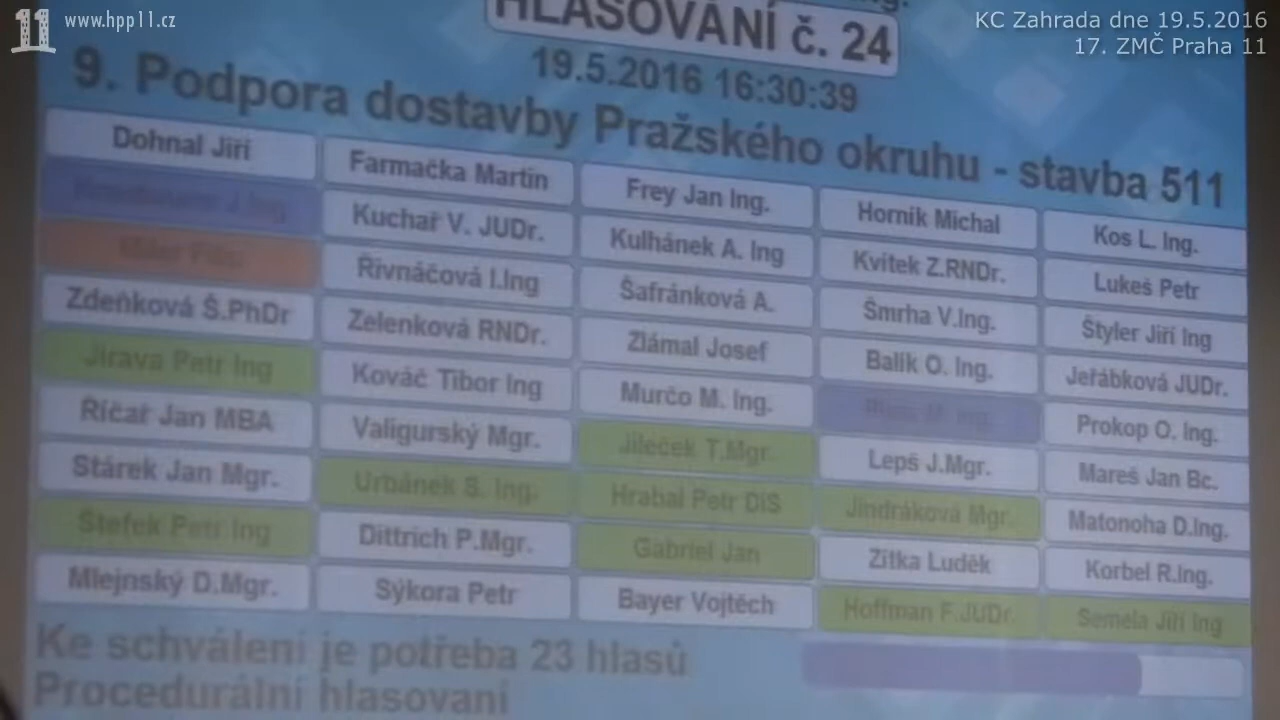 11 www.hpp11.cz
KC Zahrada dne 19.5.2016
17. ZMČ Praha 11
HLASOVÁNÍ č. 24
19.5.2016 16:30:39
9. Podpora dostavby Pražského okruhu - stavba 511
Dohnal Jiří Farmačka Martin Frey Jan Ing. Horník Michal Kos L. Ing.
Kuchař V. JUDr. Kulhánek A. Ing Kvítek Z.RNDr. Lukeš Petr
Řivnáčová I.Ing Šafránková A. Šmrha V.Ing. Štyler Jiří Ing
Zdeňková Š.PhDr Zelenková RNDr. Zlámal Josef Balík O. Ing. Jeřábková JUDr.
Jirava Petr Ing Kováč Tibor Ing Murčo M. Ing. Prokop O. Ing.
Říčař Jan MBA Valigurský Mgr. Jileček T.Mgr. Lepš J.Mgr. Mareš Jan Bc.
Stárek Jan Mgr. Urbánek S. Ing. Hrabal Petr DiS Jindráková Mgr. Matonoha D.Ing.
Štefek Petr Ing Dittrich P.Mgr. Gabriel Jan Zítka Luděk Korbel R.Ing.
Mlejnský D.Mgr. Sýkora Petr Bayer Vojtěch Hoffman F.JUDr. Semela Jiří Ing
Ke schválení je potřeba 23 hlasů
Procedurální hlasovaní